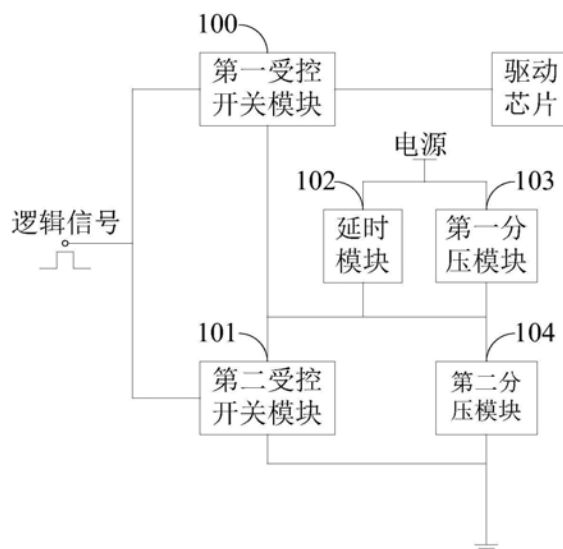 100
第一受控
开关模块
驱动
芯片
电源
102
103
逻辑信号
延时
模块
第一分
压模块
101
104
第二受控
开关模块
第二分
压模块